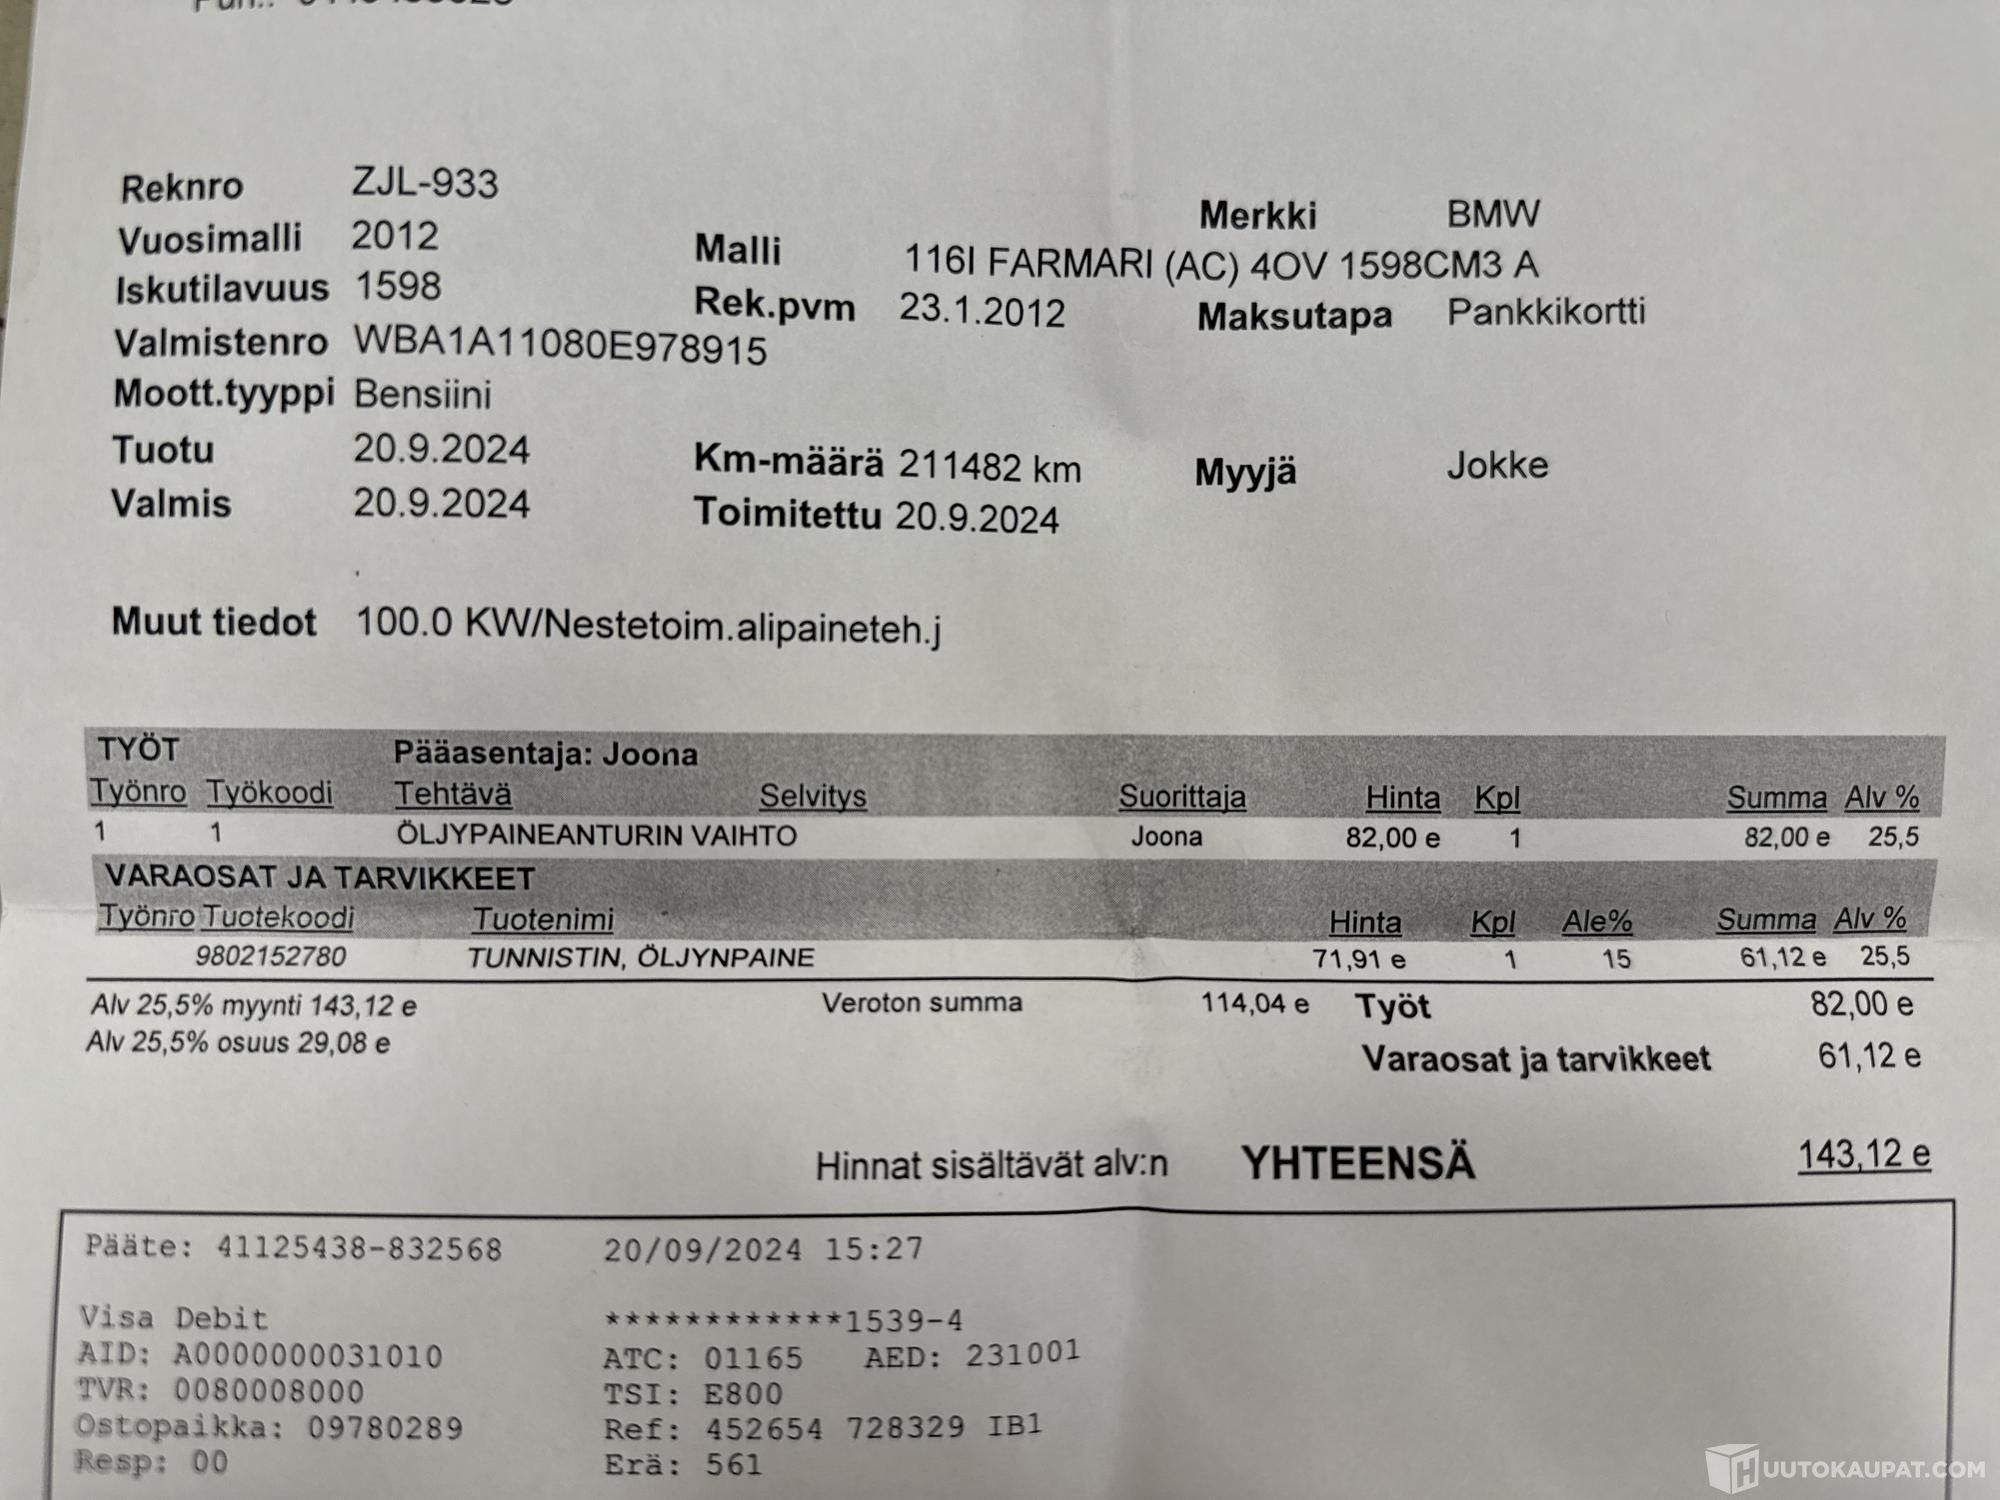 Reknro ZJL-933
Merkki BMW
Vuosimalli 2012
Malli 116I FARMARI (AC) 4OV 1598CM3 A
Iskutilavuus 1598
Rek.pvm 23.1.2012 Maksutapa Pankkikortti
Valmistenro WBA1A11080E978915
Moott.tyyppi Bensiini
Tuotu 20.9.2024 Km-määrä 211482 km Myyjä Jokke
Valmis 20.9.2024 Toimitettu 20.9.2024
Muut tiedot 100.0 KW/Nestetoim.alipaineteh.j
TYÖT Pääasentaja: Joona
Työnro Työkoodi Tehtävä Selvitys Suorittaja Hinta Kpl Summa Alv %
1 1 ÖLJYPAINEANTURIN VAIHTO Joona 82,00 e 1 82,00 e 25,5
VARAOSAT JA TARVIKKEET
Työnro Tuotekoodi Tuotenimi Hinta Kpl Ale% Summa Alv %
9802152780 TUNNISTIN, ÖLJYNPAINE 71,91 e 1 15 61,12 e 25,5
Alv 25,5% myynti 143,12 e Veroton summa 114,04 e Työt 82,00 e
Alv 25,5% osuus 29,08 e Varaosat ja tarvikkeet 61,12 e
Hinnat sisältävät alv:n YHTEENSÄ 143,12 e
Pääte: 41125438-832568 20/09/2024 15:27
Visa Debit ************1539-4
AID: A0000000031010 ATC: 01165 AED: 231001
TVR: 0080008000 TSI: E800
Ostopaikka: 09780289 Ref: 452654 728329 IB1
Resp: 00 Erä: 561
HUUTOKAUPAT.COM